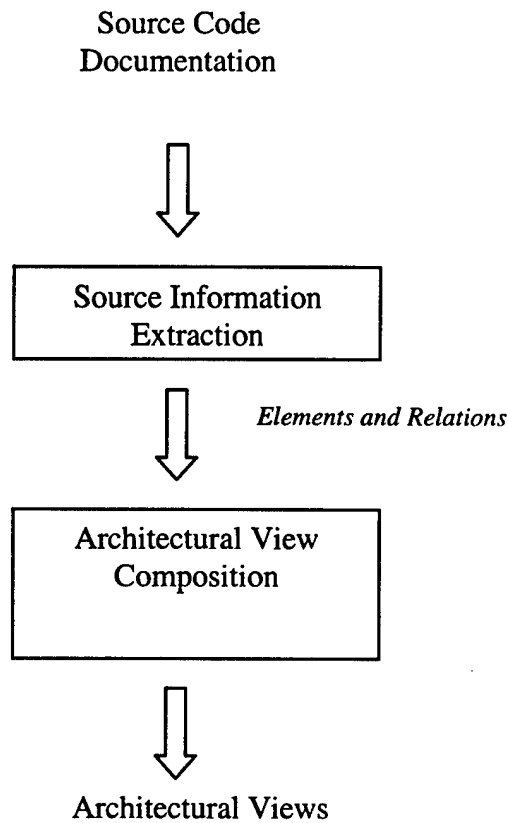 Source Code
Documentation
Source Information
Extraction
Elements and Relations
Architectural View
Composition
Architectural Views